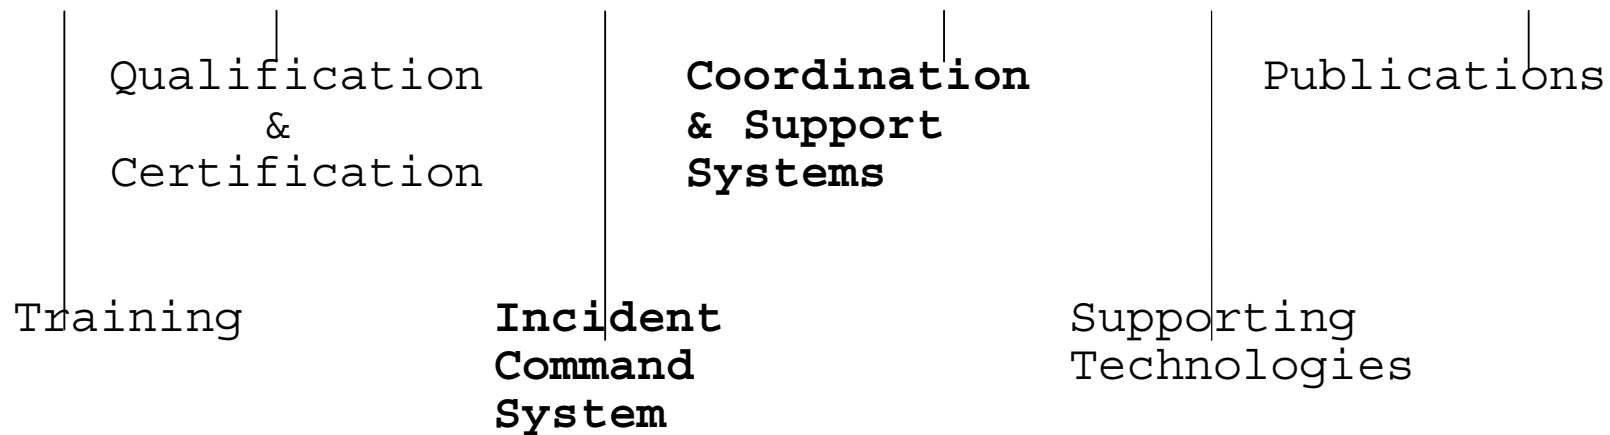 Qualification
&
Certification
Coordination
& Support
Systems
Publications
Training
Incident
Command
System
Supporting
Technologies